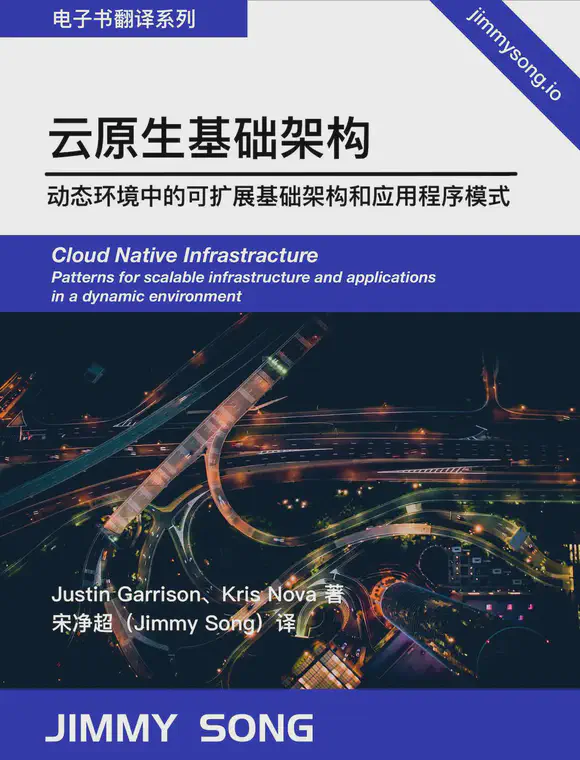 电子书翻译系列
jimmysong.io
云原生基础架构
动态环境中的可扩展基础架构和应用程序模式
Cloud Native Infrastracture
Patterns for scalable infrastructure and applications
in a dynamic environment
Justin Garrison、Kris Nova 著
宋净超（Jimmy Song）译
JIMMY SONG